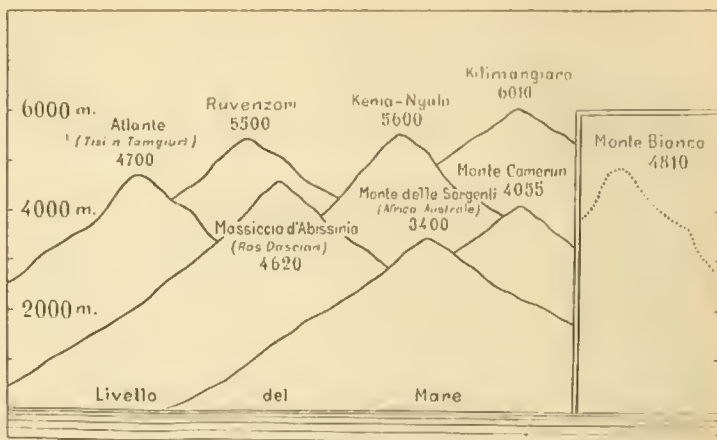 6000 m.
4000 m.
2000 m.
Atlante
(Tisi n Tamgiurt)
4700
Ruvenzori
5500
Kenia-Nyalu
5600
Kilimangiaro
6010
Massiccio d'Abissinia
(Ras Dascian)
4620
Monte delle Sorgenti
(Africa Australe)
3400
Monte Camerun
4055
Monte Bianco
4810
Livello del Mare